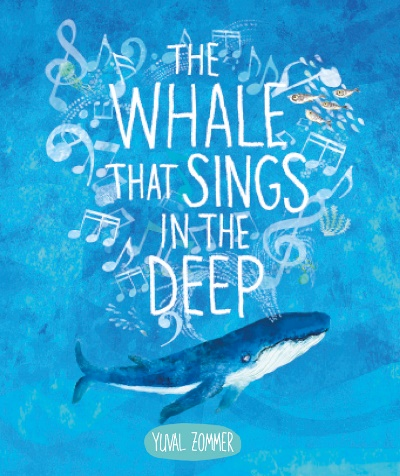 THE
WHALE
THAT SINGS
IN THE
DEEP
YUVAL ZOMMER